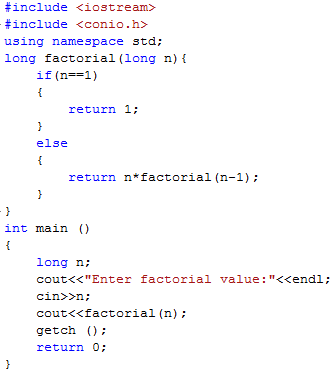 #include <iostream>
#include <conio.h>
using namespace std;
long factorial(long n){
    if(n==1)
    {
        return 1;
    }
    else
    {
        return n*factorial(n-1);
    }
}
int main ()
{
    long n;
    cout<<"Enter factorial value:"<<endl;
    cin>>n;
    cout<<factorial(n);
    getch ();
    return 0;
}